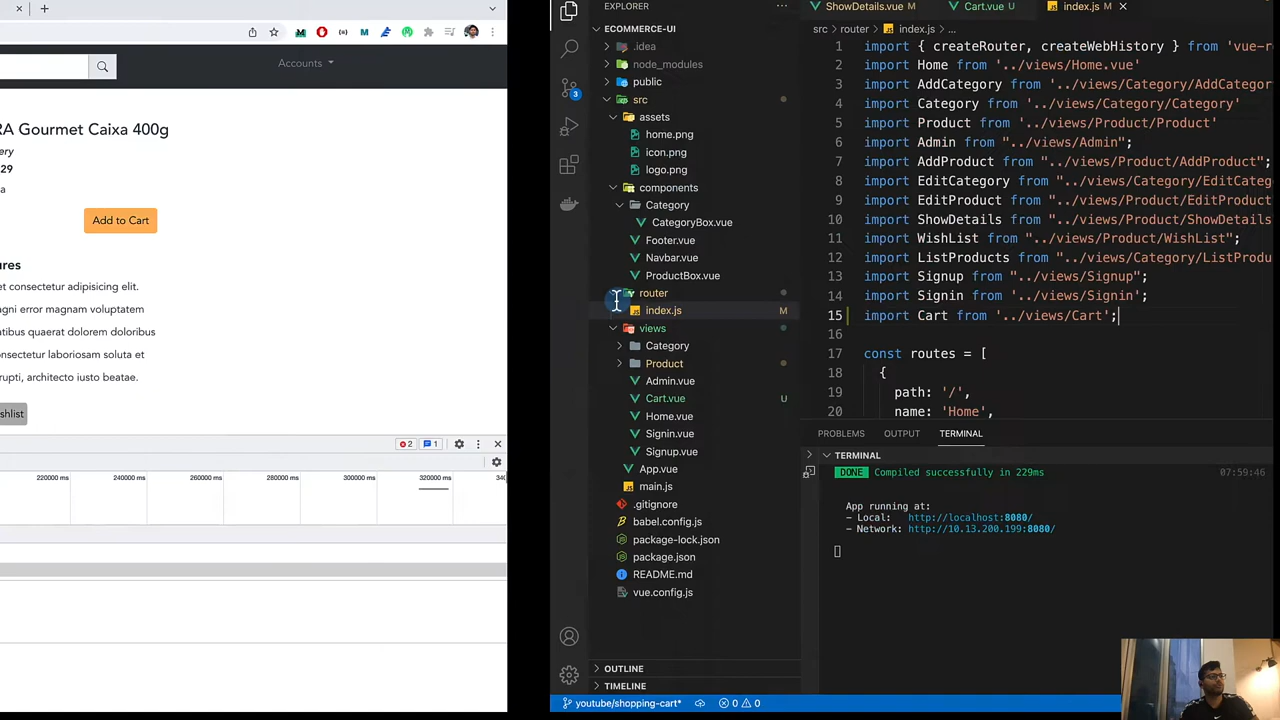 Accounts
RA Gourmet Caixa 400g
ery
29
a
Add to Cart
ures
et consectetur adipisicing elit.
agni error magnam voluptatem
atibus quaerat dolorem doloribus
consectetur laboriosam soluta et
rupti, architecto iusto beatae.
shlist
2
1
220000 ms
240000 ms
260000 ms
280000 ms
300000 ms
320000 ms
340
EXPLORER
ECOMMERCE-UI
.idea
node_modules
public
src
assets
home.png
icon.png
logo.png
components
Category
CategoryBox.vue
Footer.vue
Navbar.vue
ProductBox.vue
router
index.js M
views
Category
Product
Admin.vue
Cart.vue U
Home.vue
Signin.vue
Signup.vue
App.vue
main.js
.gitignore
babel.config.js
package-lock.json
package.json
README.md
vue.config.js
OUTLINE
TIMELINE
3
ShowDetails.vue M
Cart.vue U
index.js M
src > router > index.js > ...
1 import { createRouter, createWebHistory } from 'vue-r
2 import Home from '../views/Home.vue'
3 import AddCategory from '../views/Category/AddCategor
4 import Category from '../views/Category/Category'
5 import Product from '../views/Product/Product'
6 import Admin from "../views/Admin";
7 import AddProduct from "../views/Product/AddProduct";
8 import EditCategory from "../views/Category/EditCateg
9 import EditProduct from "../views/Product/EditProduct
10 import ShowDetails from "../views/Product/ShowDetails
11 import WishList from "../views/Product/WishList";
12 import ListProducts from "../views/Category/ListProdu
13 import Signup from "../views/Signup";
14 import Signin from '../views/Signin';
15 import Cart from '../views/Cart';
16
17 const routes = [
18 {
19 path: '/',
20 name: 'Home',
PROBLEMS OUTPUT TERMINAL
TERMINAL
DONE Compiled successfully in 229ms 07:59:46
App running at:
- Local: http://localhost:8080/
- Network: http://10.13.200.199:8080/
youtube/shopping-cart* 0 0